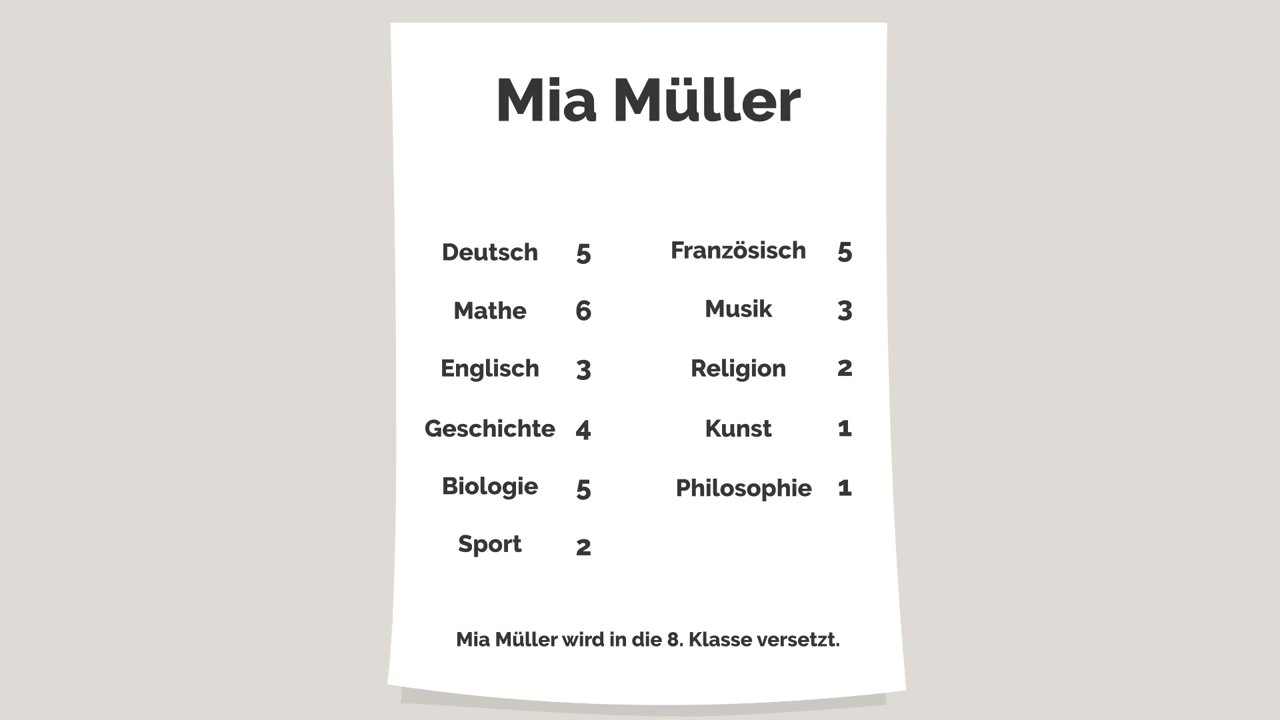 Mia Müller
Deutsch 5
Mathe 6
Englisch 3
Geschichte 4
Biologie 5
Sport 2
Französisch 5
Musik 3
Religion 2
Kunst 1
Philosophie 1
Mia Müller wird in die 8. Klasse versetzt.